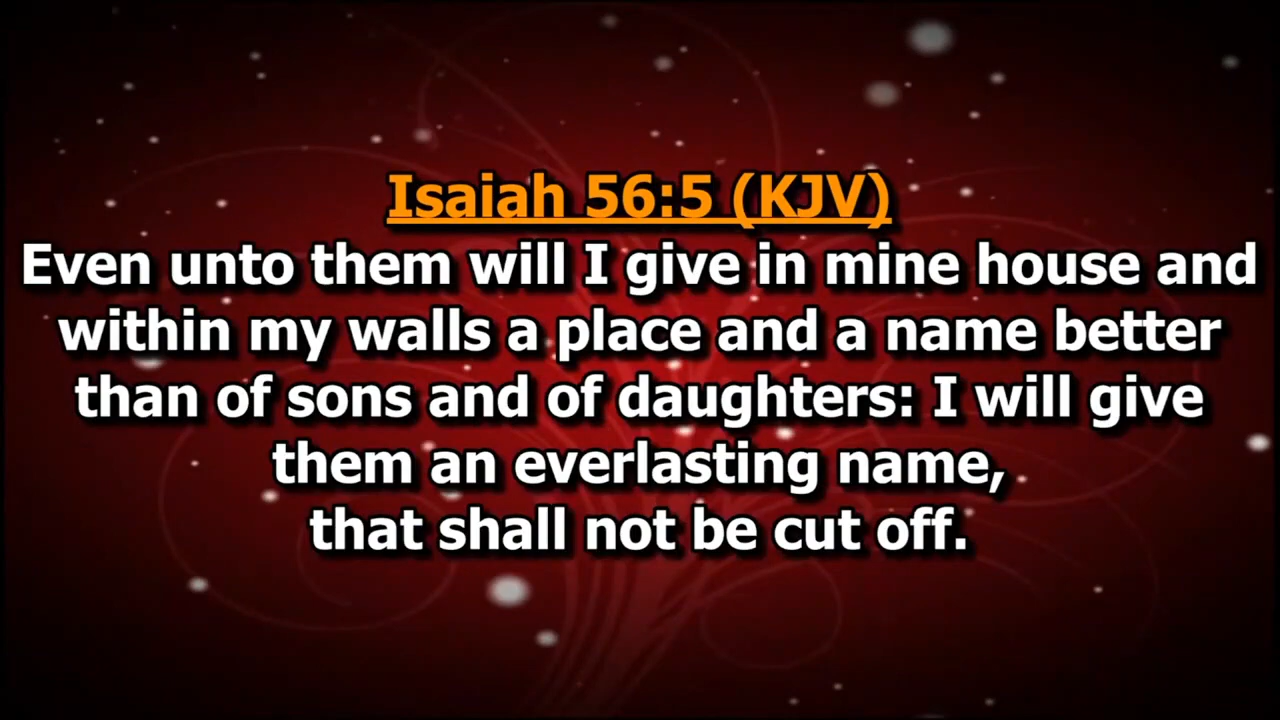 Isaiah 56:5 (KJV)
Even unto them will I give in mine house and
within my walls a place and a name better
than of sons and of daughters: I will give
them an everlasting name,
that shall not be cut off.